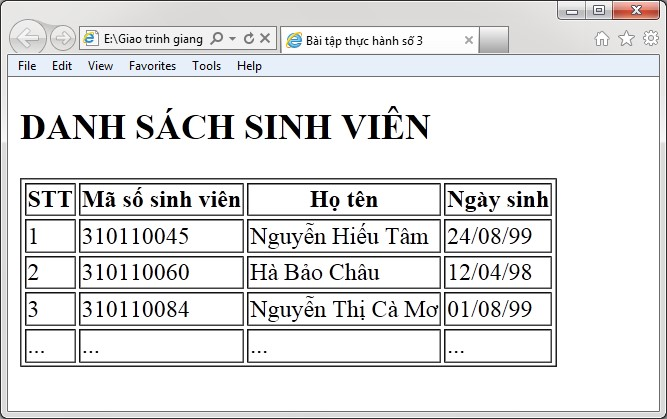 E:\Giao trinh giang
Bài tập thực hành số 3
File Edit View Favorites Tools Help
DANH SÁCH SINH VIÊN
STT Mã số sinh viên Họ tên Ngày sinh
1 310110045 Nguyễn Hiếu Tâm 24/08/99
2 310110060 Hà Bảo Châu 12/04/98
3 310110084 Nguyễn Thị Cà Mơ 01/08/99
... ... ... ...